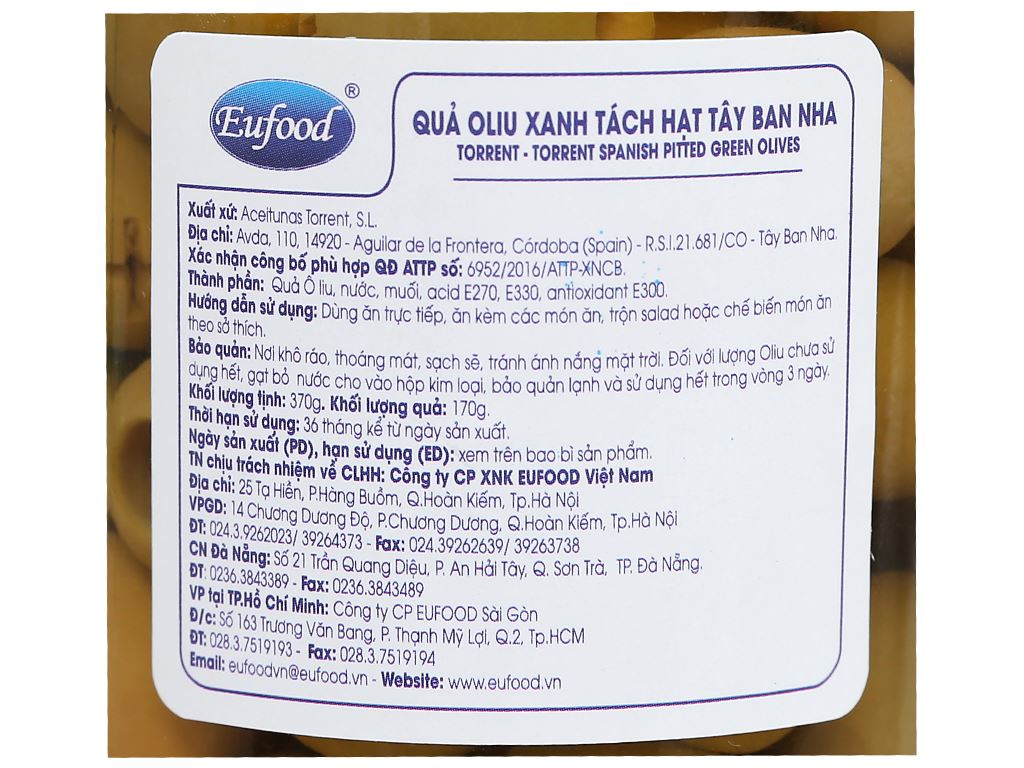 Eufood ®
QUẢ OLIU XANH TÁCH HẠT TÂY BAN NHA
TORRENT - TORRENT SPANISH PITTED GREEN OLIVES
Xuất xứ: Aceitunas Torrent, S.L.
Địa chỉ: Avda, 110, 14920 - Aguilar de la Frontera, Córdoba (Spain) - R.S.I.21.681/CO - Tây Ban Nha.
Xác nhận công bố phù hợp QĐ ATTP số: 6952/2016/ATTP-XNCB.
Thành phần: Quả Ô liu, nước, muối, acid E270, E330, antioxidant E300.
Hướng dẫn sử dụng: Dùng ăn trực tiếp, ăn kèm các món ăn, trộn salad hoặc chế biến món ăn
theo sở thích.
Bảo quản: Nơi khô ráo, thoáng mát, sạch sẽ, tránh ánh nắng mặt trời. Đối với lượng Oliu chưa sử
dụng hết, gạt bỏ nước cho vào hộp kim loại, bảo quản lạnh và sử dụng hết trong vòng 3 ngày.
Khối lượng tịnh: 370g. Khối lượng quả: 170g.
Thời hạn sử dụng: 36 tháng kể từ ngày sản xuất.
Ngày sản xuất (PD), hạn sử dụng (ED): xem trên bao bì sản phẩm.
TN chịu trách nhiệm về CLHH: Công ty CP XNK EUFOOD Việt Nam
Địa chỉ: 25 Tạ Hiền, P.Hàng Buồm, Q.Hoàn Kiếm, Tp.Hà Nội
VPGD: 14 Chương Dương Độ, P.Chương Dương, Q.Hoàn Kiếm, Tp.Hà Nội
ĐT: 024.3.9262023/ 39264373 - Fax: 024.39262639/ 39263738
CN Đà Nẵng: Số 21 Trần Quang Diệu, P. An Hải Tây, Q. Sơn Trà, TP. Đà Nẵng.
ĐT: 0236.3843389 - Fax: 0236.3843489
VP tại TP.Hồ Chí Minh: Công ty CP EUFOOD Sài Gòn
Đ/c: Số 163 Trương Văn Bang, P. Thạnh Mỹ Lợi, Q.2, Tp.HCM
ĐT: 028.3.7519193 - Fax: 028.3.7519194
Email: eufoodvn@eufood.vn - Website: www.eufood.vn